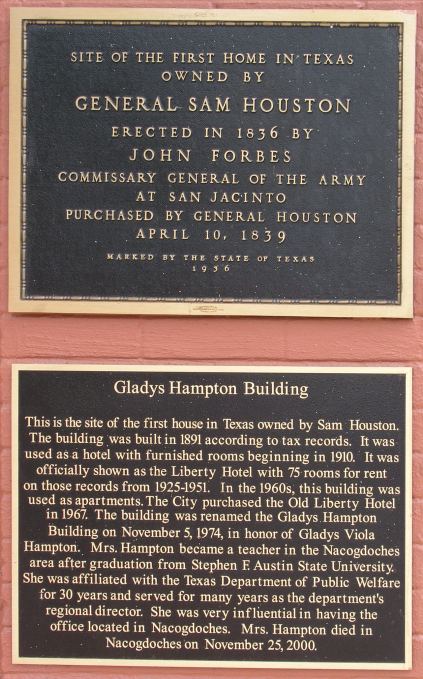 SITE OF THE FIRST HOME IN TEXAS
OWNED BY
GENERAL SAM HOUSTON
ERECTED IN 1836 BY
JOHN FORBES
COMMISSARY GENERAL OF THE ARMY
AT SAN JACINTO
PURCHASED BY GENERAL HOUSTON
APRIL 10, 1839
MARKED BY THE STATE OF TEXAS
1936
Gladys Hampton Building
This is the site of the first house in Texas owned by Sam Houston.
The building was built in 1891 according to tax records. It was
used as a hotel with furnished rooms beginning in 1910. It was
officially shown as the Liberty Hotel with 75 rooms for rent
on those records from 1925-1951. In the 1960s, this building was
used as apartments. The City purchased the Old Liberty Hotel
in 1967. The building was renamed the Gladys Hampton
Building on November 5, 1974, in honor of Gladys Viola
Hampton. Mrs. Hampton became a teacher in the Nacogdoches
area after graduation from Stephen F. Austin State University.
She was affiliated with the Texas Department of Public Welfare
for 30 years and served for many years as the department's
regional director. She was very influential in having the
office located in Nacogdoches. Mrs. Hampton died in
Nacogdoches on November 25, 2000.